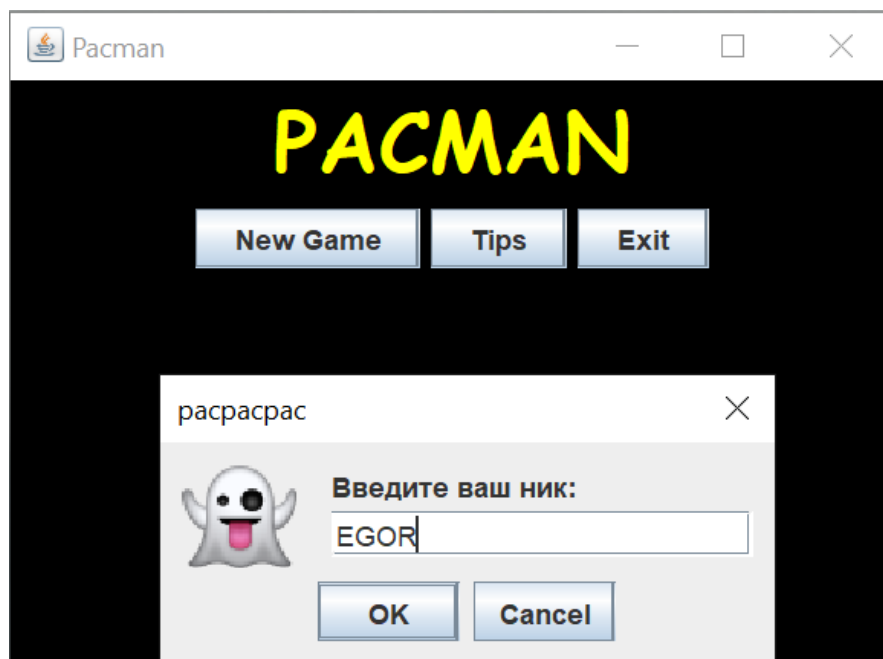 Pacman
PACMAN
New Game Tips Exit
pacpacpac
Введите ваш ник:
EGOR
OK Cancel